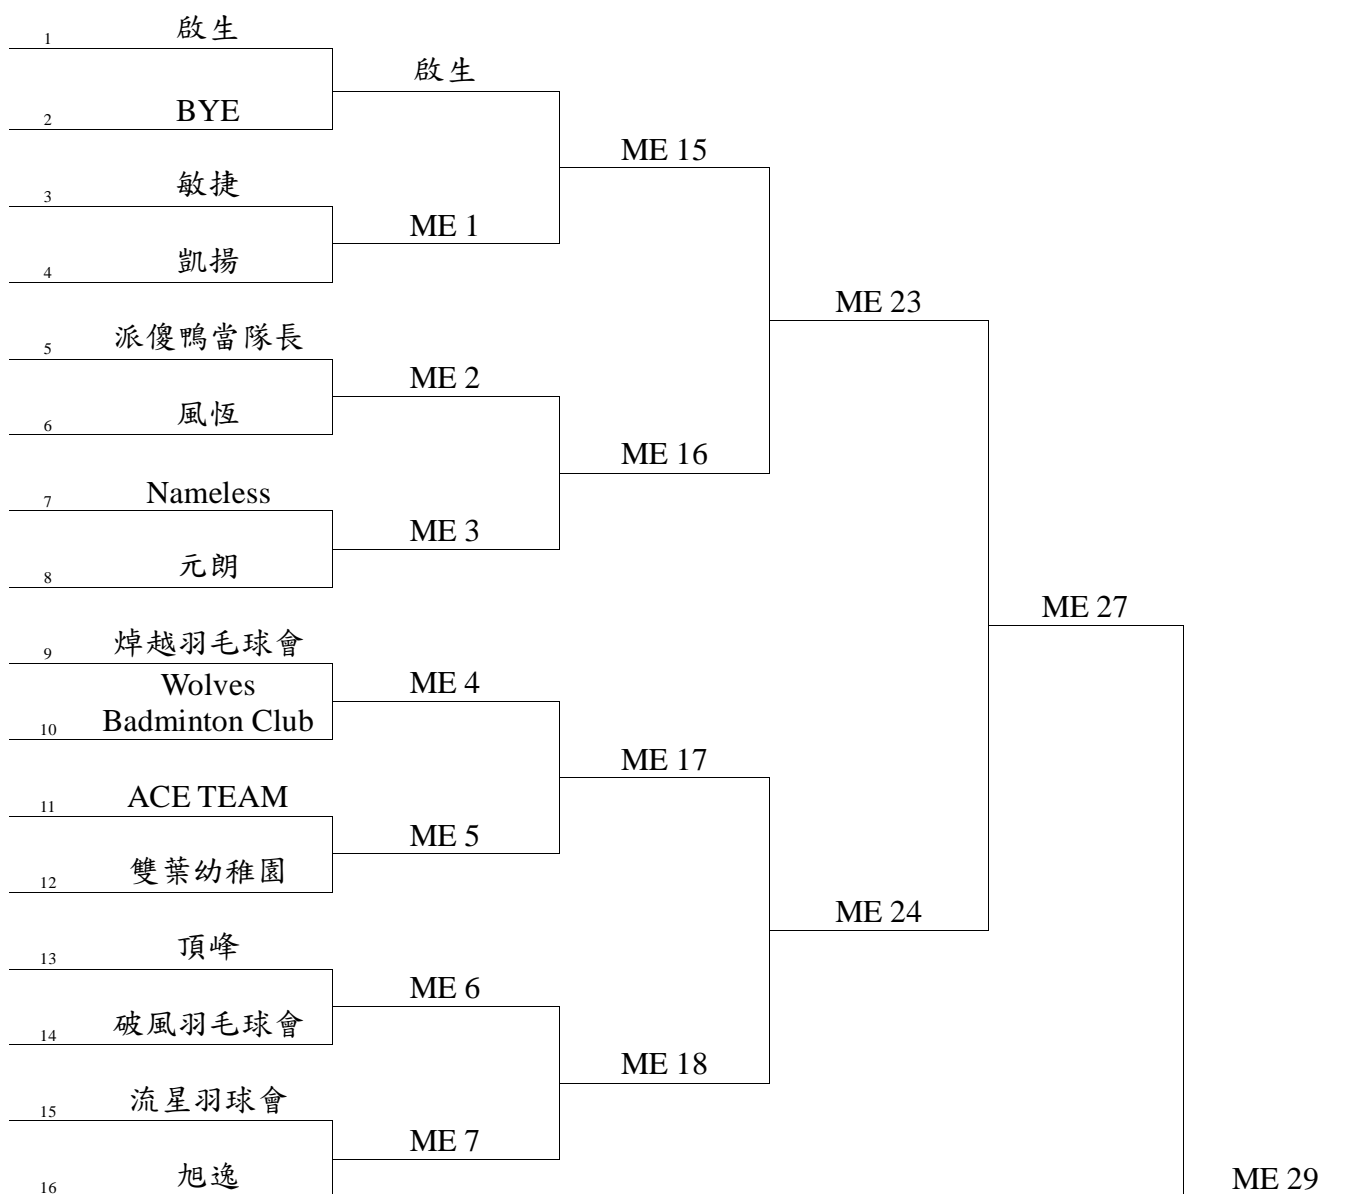 1 啟生
啟生
2 BYE
ME 15
3 敏捷
ME 1
4 凱揚
ME 23
5 派傻鴨當隊長
ME 2
6 風恆
ME 16
7 Nameless
ME 3
8 元朗
ME 27
9 焯越羽毛球會
Wolves
ME 4
10 Badminton Club
ME 17
11 ACE TEAM
ME 5
12 雙葉幼稚園
ME 24
13 頂峰
ME 6
14 破風羽毛球會
ME 18
15 流星羽球會
ME 7
16 旭逸
ME 29